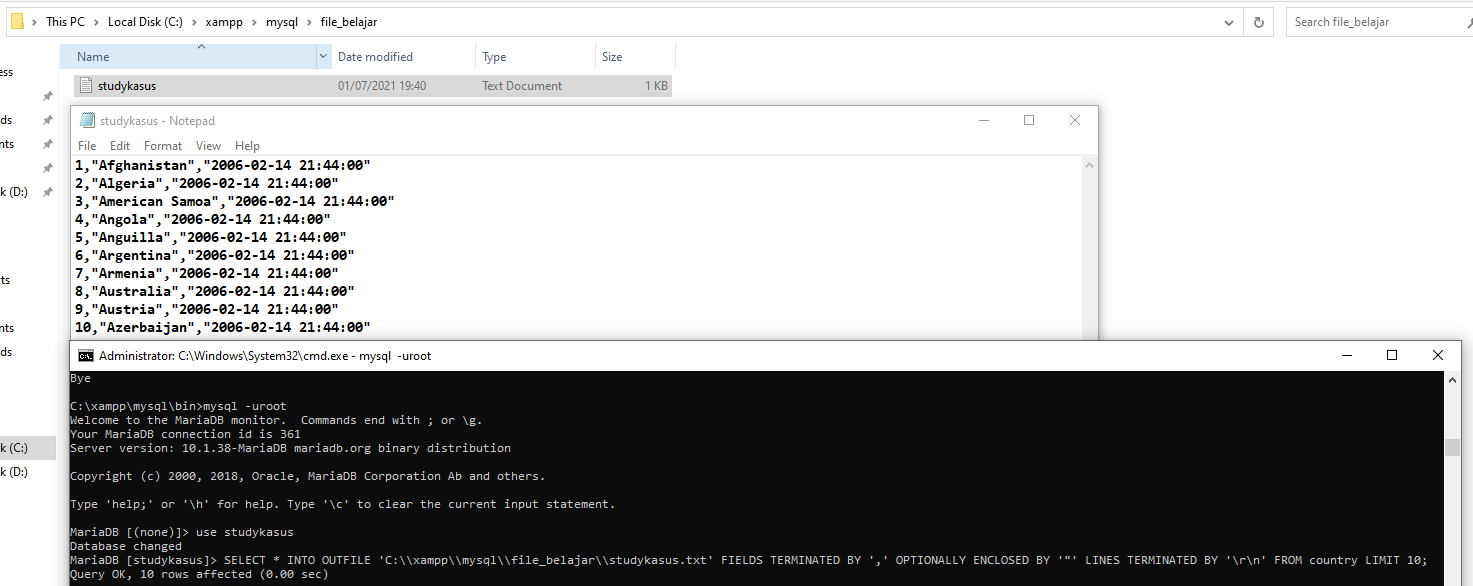 This PC > Local Disk (C:) > xampp > mysql > file_belajar
Search file_belajar
Name Date modified Type Size
studykasus 01/07/2021 19:40 Text Document 1 KB
ess
ds
nts
k (D:)
ts
nts
ds
k (C:)
k (D:)
studykasus - Notepad
File Edit Format View Help
1,"Afghanistan","2006-02-14 21:44:00"
2,"Algeria","2006-02-14 21:44:00"
3,"American Samoa","2006-02-14 21:44:00"
4,"Angola","2006-02-14 21:44:00"
5,"Anguilla","2006-02-14 21:44:00"
6,"Argentina","2006-02-14 21:44:00"
7,"Armenia","2006-02-14 21:44:00"
8,"Australia","2006-02-14 21:44:00"
9,"Austria","2006-02-14 21:44:00"
10,"Azerbaijan","2006-02-14 21:44:00"
Administrator: C:\Windows\System32\cmd.exe - mysql -uroot
Bye
C:\xampp\mysql\bin>mysql -uroot
Welcome to the MariaDB monitor.  Commands end with ; or \g.
Your MariaDB connection id is 361
Server version: 10.1.38-MariaDB mariadb.org binary distribution
Copyright (c) 2000, 2018, Oracle, MariaDB Corporation Ab and others.
Type 'help;' or '\h' for help. Type '\c' to clear the current input statement.
MariaDB [(none)]> use studykasus
Database changed
MariaDB [studykasus]> SELECT * INTO OUTFILE 'C:\\xampp\\mysql\\file_belajar\\studykasus.txt' FIELDS TERMINATED BY ',' OPTIONALLY ENCLOSED BY '"' LINES TERMINATED BY '\r\n' FROM country LIMIT 10;
Query OK, 10 rows affected (0.00 sec)